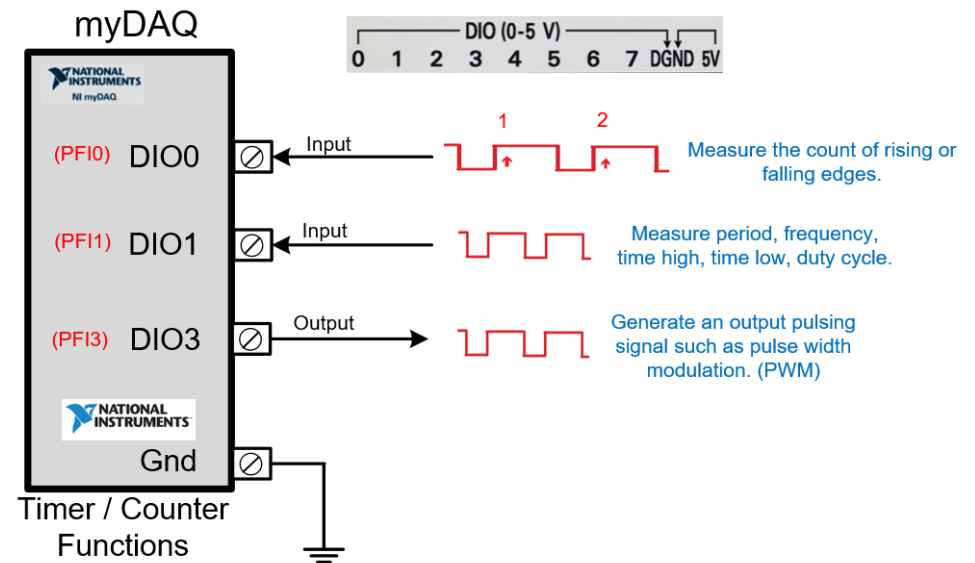 myDAQ
DIO (0-5 V)
0 1 2 3 4 5 6 7 DGND 5V
NATIONAL
INSTRUMENTS
NI myDAQ
(PFI0) DIO0
Input
1 2
Measure the count of rising or
falling edges.
(PFI1) DIO1
Input
Measure period, frequency,
time high, time low, duty cycle.
(PFI3) DIO3
Output
Generate an output pulsing
signal such as pulse width
modulation. (PWM)
NATIONAL
INSTRUMENTS
Gnd
Timer / Counter
Functions